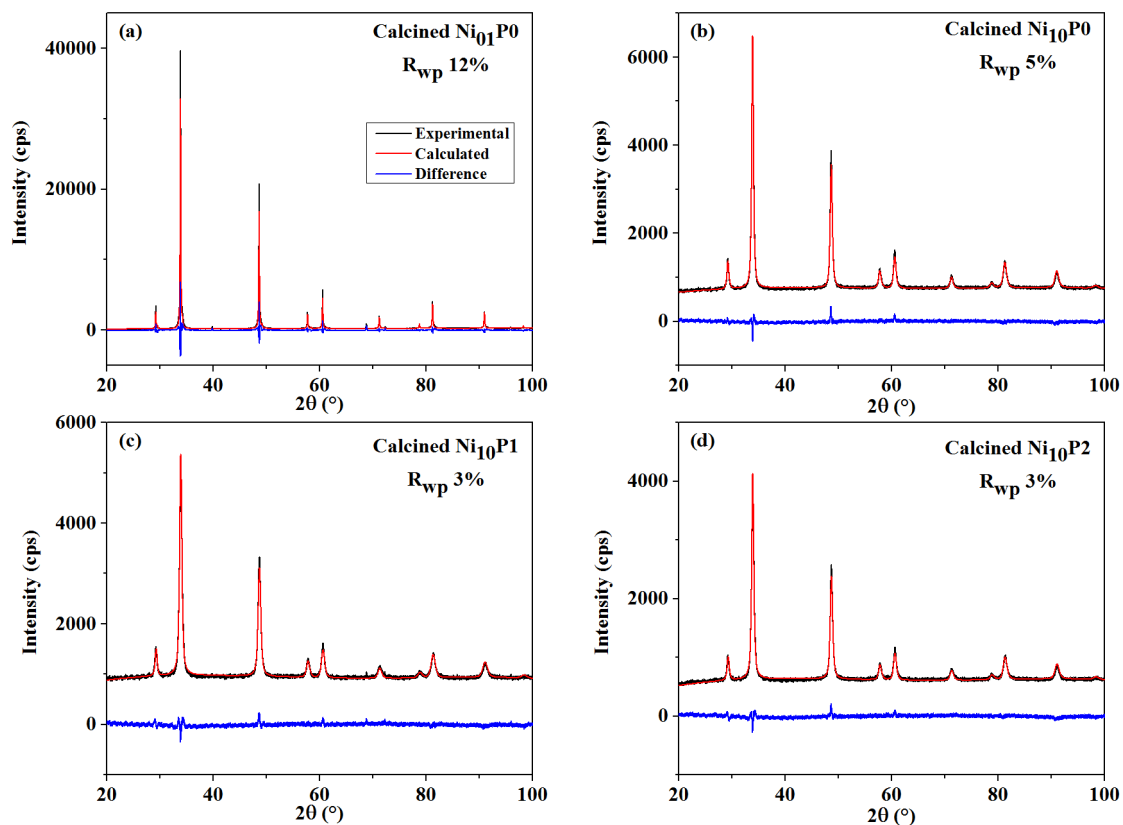 (a)
Calcined Ni01P0
Rwp 12%
Experimental
Calculated
Difference
40000
20000
0
Intensity (cps)
20 40 60 80 100
2θ (°)
(b)
Calcined Ni10P0
Rwp 5%
6000
4000
2000
0
Intensity (cps)
20 40 60 80 100
2θ (°)
(c)
Calcined Ni10P1
Rwp 3%
6000
4000
2000
0
Intensity (cps)
20 40 60 80 100
2θ (°)
(d)
Calcined Ni10P2
Rwp 3%
4000
2000
0
Intensity (cps)
20 40 60 80 100
2θ (°)